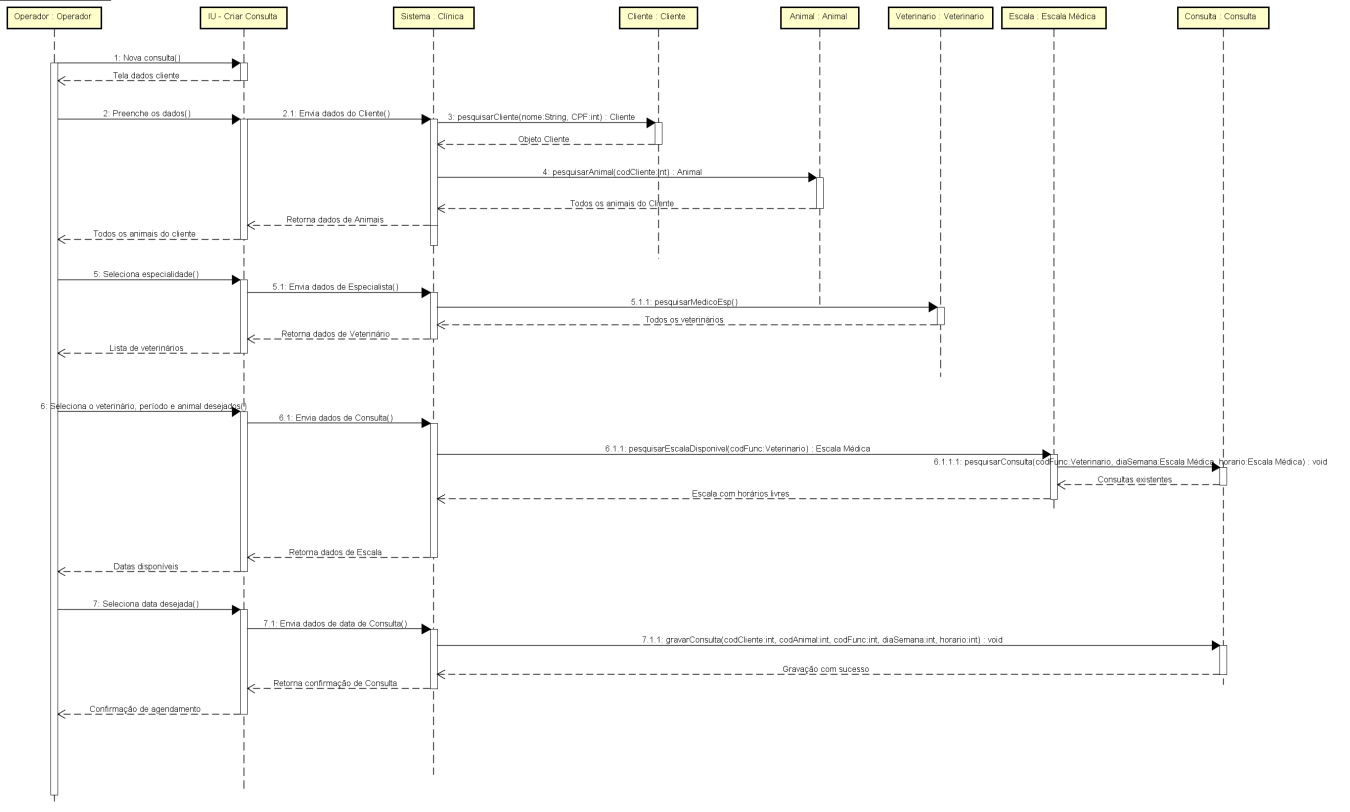 Operador : Operador
IU - Criar Consulta
Sistema : Clínica
Cliente : Cliente
Animal : Animal
Veterinario : Veterinario
Escala : Escala Médica
Consulta : Consulta
1: Nova consulta()
Tela dados cliente
2: Preenche os dados()
2.1: Envia dados do Cliente()
3: pesquisarCliente(nome:String, CPF:int) : Cliente
Objeto Cliente
4: pesquisarAnimal(codCliente:int) : Animal
Todos os animais do Cliente
Retorna dados de Animais
Todos os animais do cliente
5: Seleciona especialidade()
5.1: Envia dados de Especialista()
5.1.1: pesquisarMedicoEsp()
Todos os veterinários
Retorna dados de Veterinário
Lista de veterinários
6: Seleciona o veterinário, período e animal desejados()
6.1: Envia dados de Consulta()
6.1.1: pesquisarEscalaDisponivel(codFunc:Veterinario) : Escala Médica
6.1.1.1: pesquisarConsulta(codFunc:Veterinario, diaSemana:Escala Médica, horario:Escala Médica) : void
Consultas existentes
Escala com horários livres
Retorna dados de Escala
Datas disponíveis
7: Seleciona data desejada()
7.1: Envia dados de data de Consulta()
7.1.1: gravarConsulta(codCliente:int, codAnimal:int, codFunc:int, diaSemana:int, horario:int) : void
Gravação com sucesso
Retorna confirmação de Consulta
Confirmação de agendamento